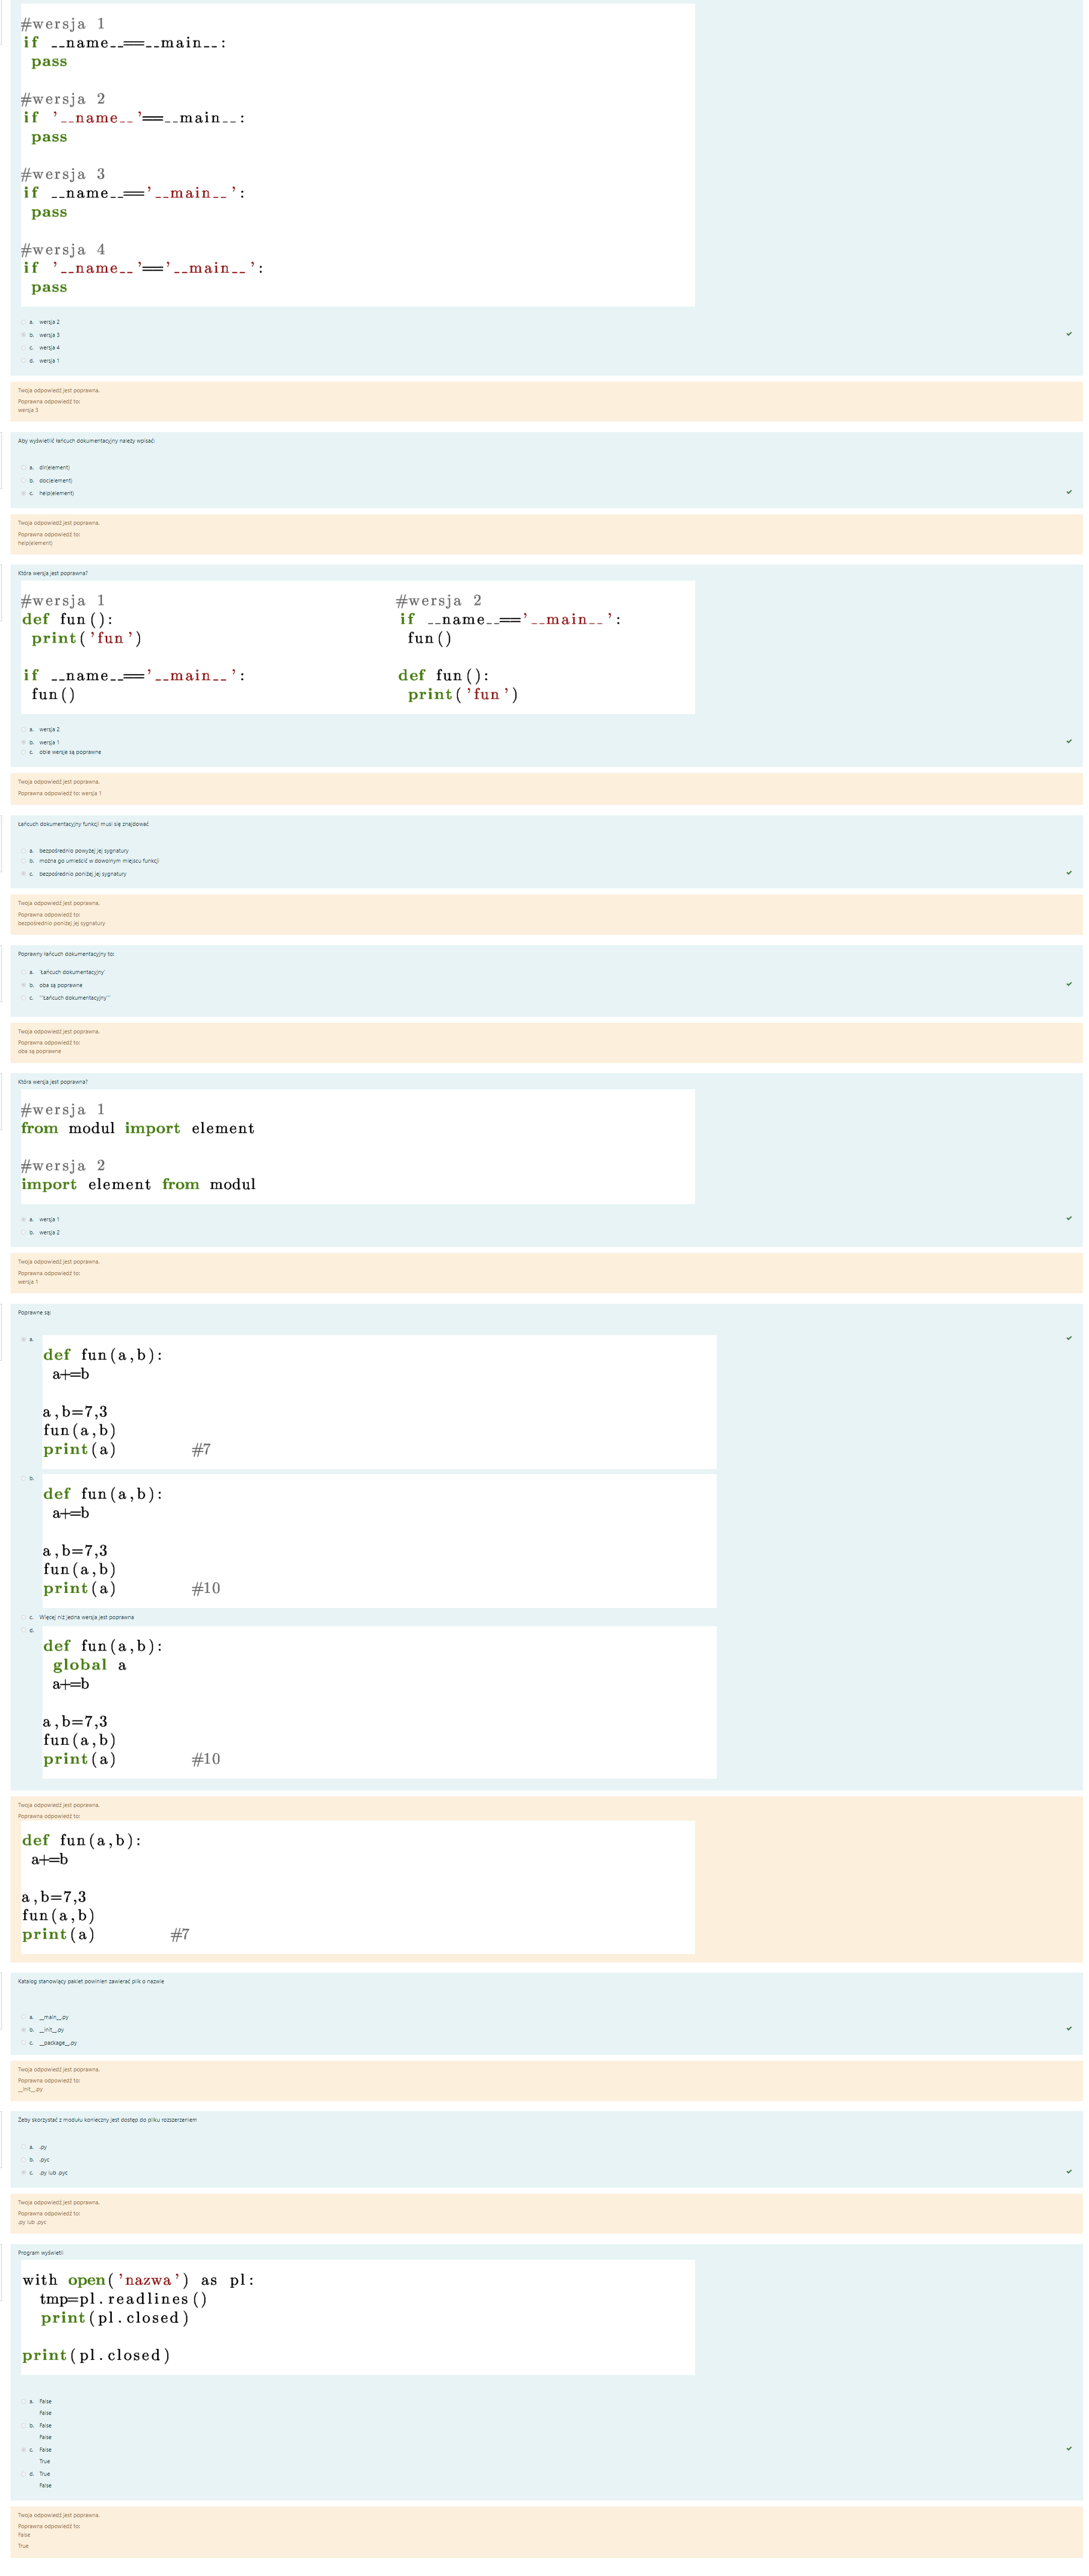 #wersja 1
if __name__==__main__:
pass
#wersja 2
if '__name__'==__main__:
pass
#wersja 3
if __name__=='__main__':
pass
#wersja 4
if '__name__'=='__main__':
pass
a. wersja 2
b. wersja 3
c. wersja 4
d. wersja 1
Twoja odpowiedź jest poprawna.
Poprawna odpowiedź to:
wersja 3
Aby wyświetlić łańcuch dokumentacyjny należy wpisać:
a. dir(element)
b. doc(element)
c. help(element)
Twoja odpowiedź jest poprawna.
Poprawna odpowiedź to:
help(element)
Która wersja jest poprawna?
#wersja 1
def fun():
print('fun')
if __name__=='__main__':
fun()
#wersja 2
if __name__=='__main__':
fun()
def fun():
print('fun')
a. wersja 2
b. wersja 1
c. obie wersje są poprawne
Twoja odpowiedź jest poprawna.
Poprawna odpowiedź to: wersja 1
Łańcuch dokumentacyjny funkcji musi się znajdować
a. bezpośrednio powyżej jej sygnatury
b. można go umieścić w dowolnym miejscu funkcji
c. bezpośrednio poniżej jej sygnatury
Twoja odpowiedź jest poprawna.
Poprawna odpowiedź to:
bezpośrednio poniżej jej sygnatury
Poprawny łańcuch dokumentacyjny to:
a. 'Łańcuch dokumentacyjny'
b. oba są poprawne
c. '''Łańcuch dokumentacyjny'''
Twoja odpowiedź jest poprawna.
Poprawna odpowiedź to:
oba są poprawne
Która wersja jest poprawna?
#wersja 1
from modul import element
#wersja 2
import element from modul
a. wersja 1
b. wersja 2
Twoja odpowiedź jest poprawna.
Poprawna odpowiedź to:
wersja 1
Poprawne są:
a.
def fun(a,b):
a+=b
a,b=7,3
fun(a,b)
print(a) #7
b.
def fun(a,b):
a+=b
a,b=7,3
fun(a,b)
print(a) #10
c. Więcej niż jedna wersja jest poprawna
d.
def fun(a,b):
global a
a+=b
a,b=7,3
fun(a,b)
print(a) #10
Twoja odpowiedź jest poprawna.
Poprawna odpowiedź to:
def fun(a,b):
a+=b
a,b=7,3
fun(a,b)
print(a) #7
Katalog stanowiący pakiet powinien zawierać plik o nazwie
a. __main__.py
b. __init__.py
c. __package__.py
Twoja odpowiedź jest poprawna.
Poprawna odpowiedź to:
__init__.py
Żeby skorzystać z modułu konieczny jest dostęp do pliku rozszerzeniem
a. .py
b. .pyc
c. .py lub .pyc
Twoja odpowiedź jest poprawna.
Poprawna odpowiedź to:
.py lub .pyc
Program wyświetli
with open('nazwa') as pl:
tmp=pl.readlines()
print(pl.closed)
print(pl.closed)
a. False
False
b. False
False
c. False
True
d. True
False
Twoja odpowiedź jest poprawna.
Poprawna odpowiedź to:
False
True